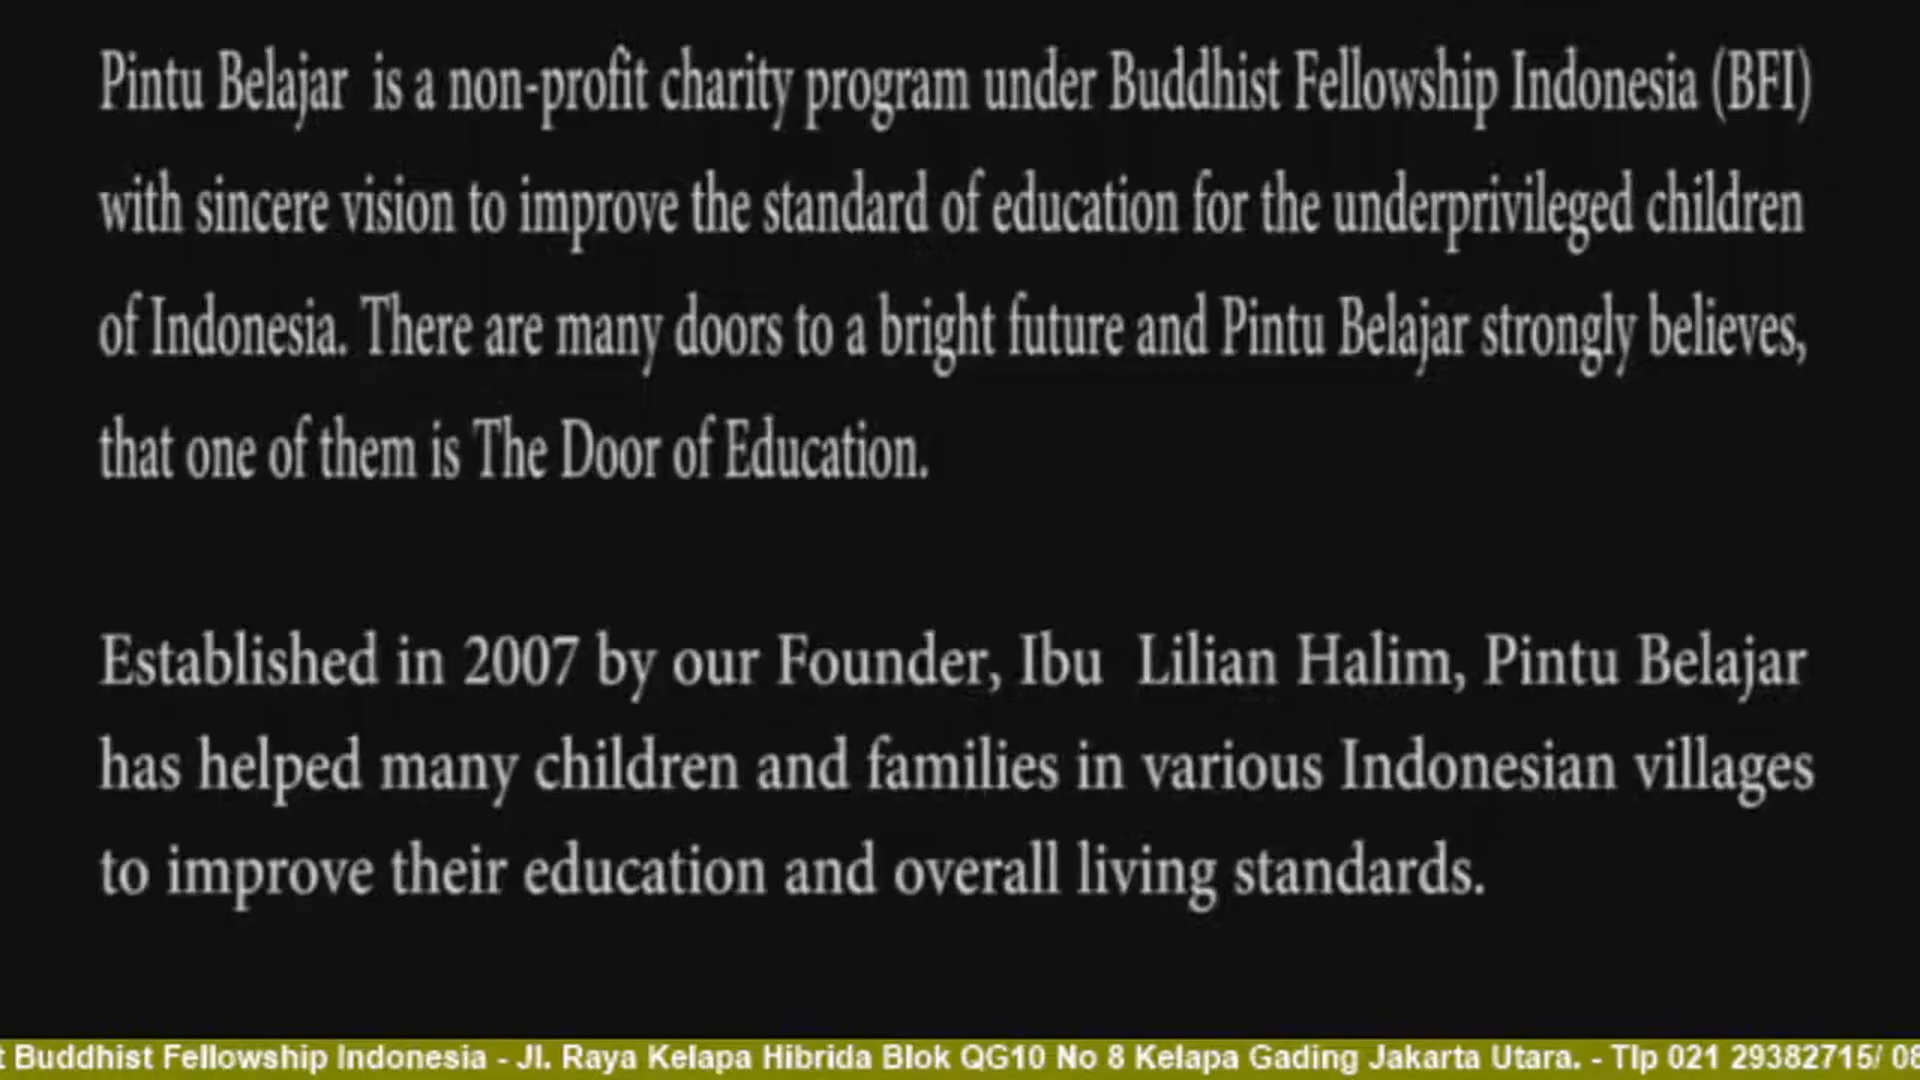 Pintu Belajar is a non-profit charity program under Buddhist Fellowship Indonesia (BFI)
with sincere vision to improve the standard of education for the underprivileged children
of Indonesia. There are many doors to a bright future and Pintu Belajar strongly believes,
that one of them is The Door of Education.
Established in 2007 by our Founder, Ibu Lilian Halim, Pintu Belajar
has helped many children and families in various Indonesian villages
to improve their education and overall living standards.
t Buddhist Fellowship Indonesia - Jl. Raya Kelapa Hibrida Blok QG10 No 8 Kelapa Gading Jakarta Utara. - Tlp 021 29382715/ 08